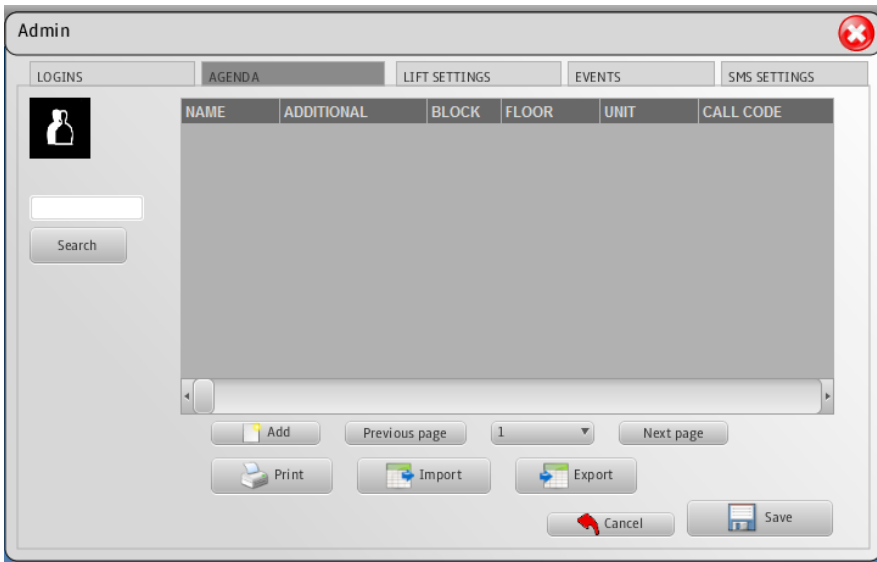 Admin
LOGINS AGENDA LIFT SETTINGS EVENTS SMS SETTINGS
NAME ADDITIONAL BLOCK FLOOR UNIT CALL CODE
Search
Add Previous page 1 Next page
Print Import Export
Cancel Save